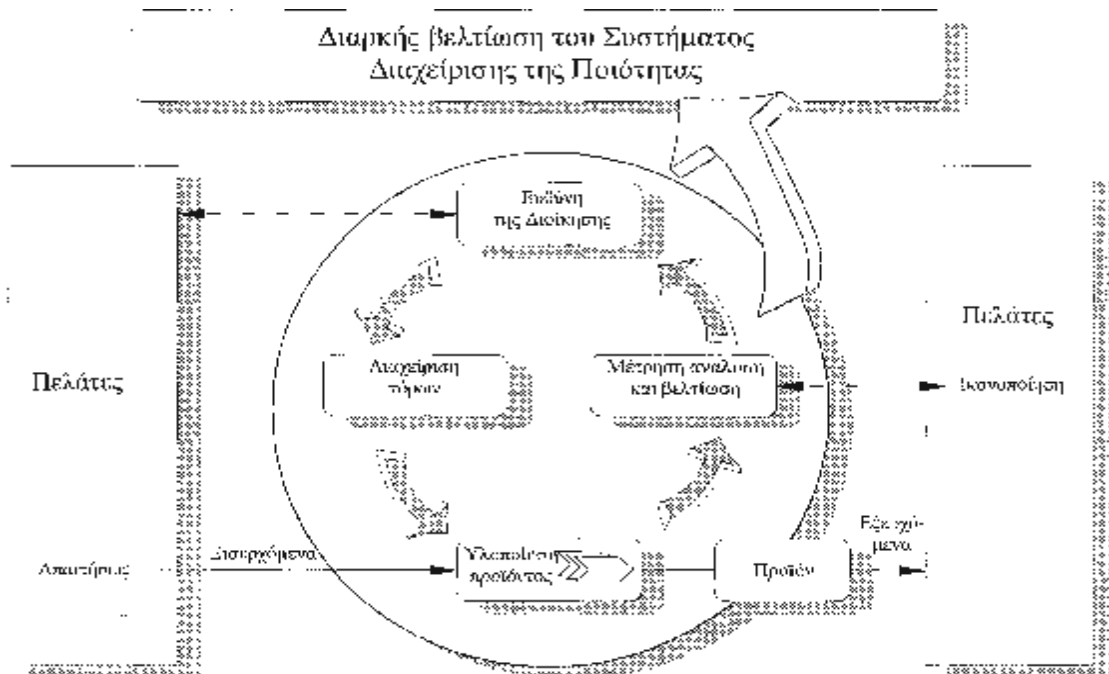 Διαρκής βελτίωση του Συστήματος
Διαχείρισης της Ποιότητας
Ευθύνη
της Διοίκησης
Πελάτες
Πελάτες
Διαχείριση
πόρων
Μέτρηση ανάλυση
και βελτίωση
Ικανοποίηση
Απαιτήσεις
Εισερχόμενα
Υλοποίηση
προϊόντος
Προϊόν
Εξερχό-
μενα